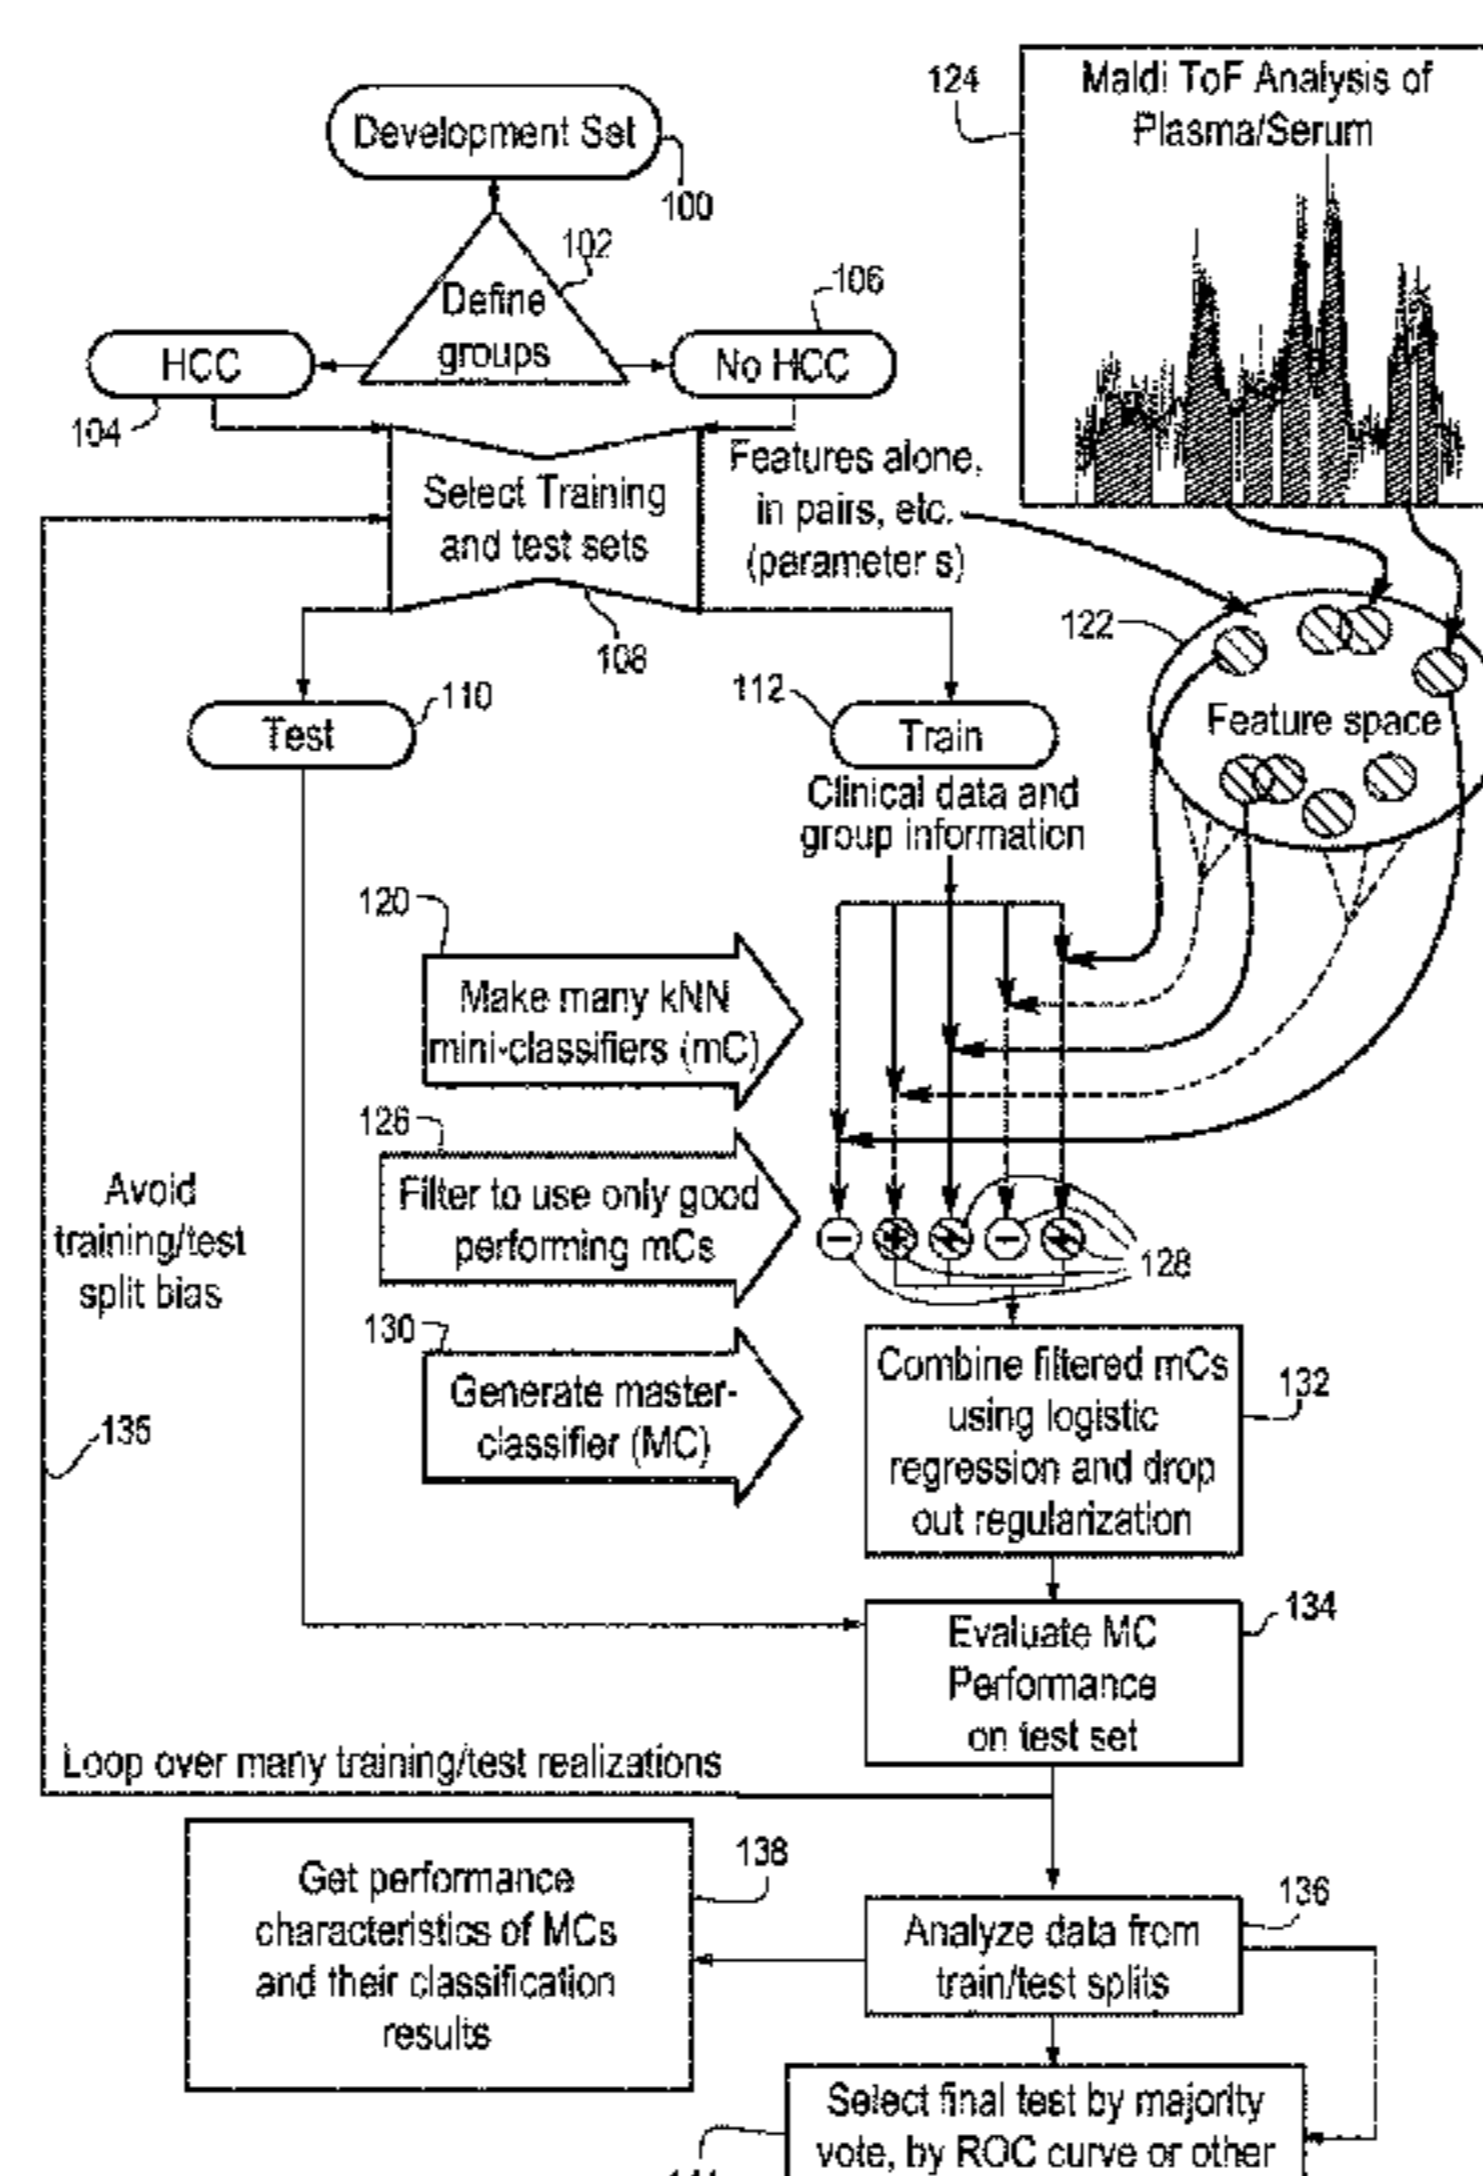 124
Maldi ToF Analysis of
Plasma/Serum
Development Set
100
102
Define
groups
106
HCC
No HCC
104
Select Training
and test sets
Features alone,
in pairs, etc.
(parameter s)
108
122
Feature space
110
Test
112
Train
Clinical data and
group information
120
Make many kNN
mini-classifiers (mC)
126
Filter to use only good
performing mCs
128
Avoid
training/test
split bias
130
Generate master-
classifier (MC)
Combine filtered mCs
using logistic
regression and drop
out regularization
132
135
134
Evaluate MC
Performance
on test set
Loop over many training/test realizations
138
Get performance
characteristics of MCs
and their classification
results
136
Analyze data from
train/test splits
Select final test by majority
vote, by ROC curve or other